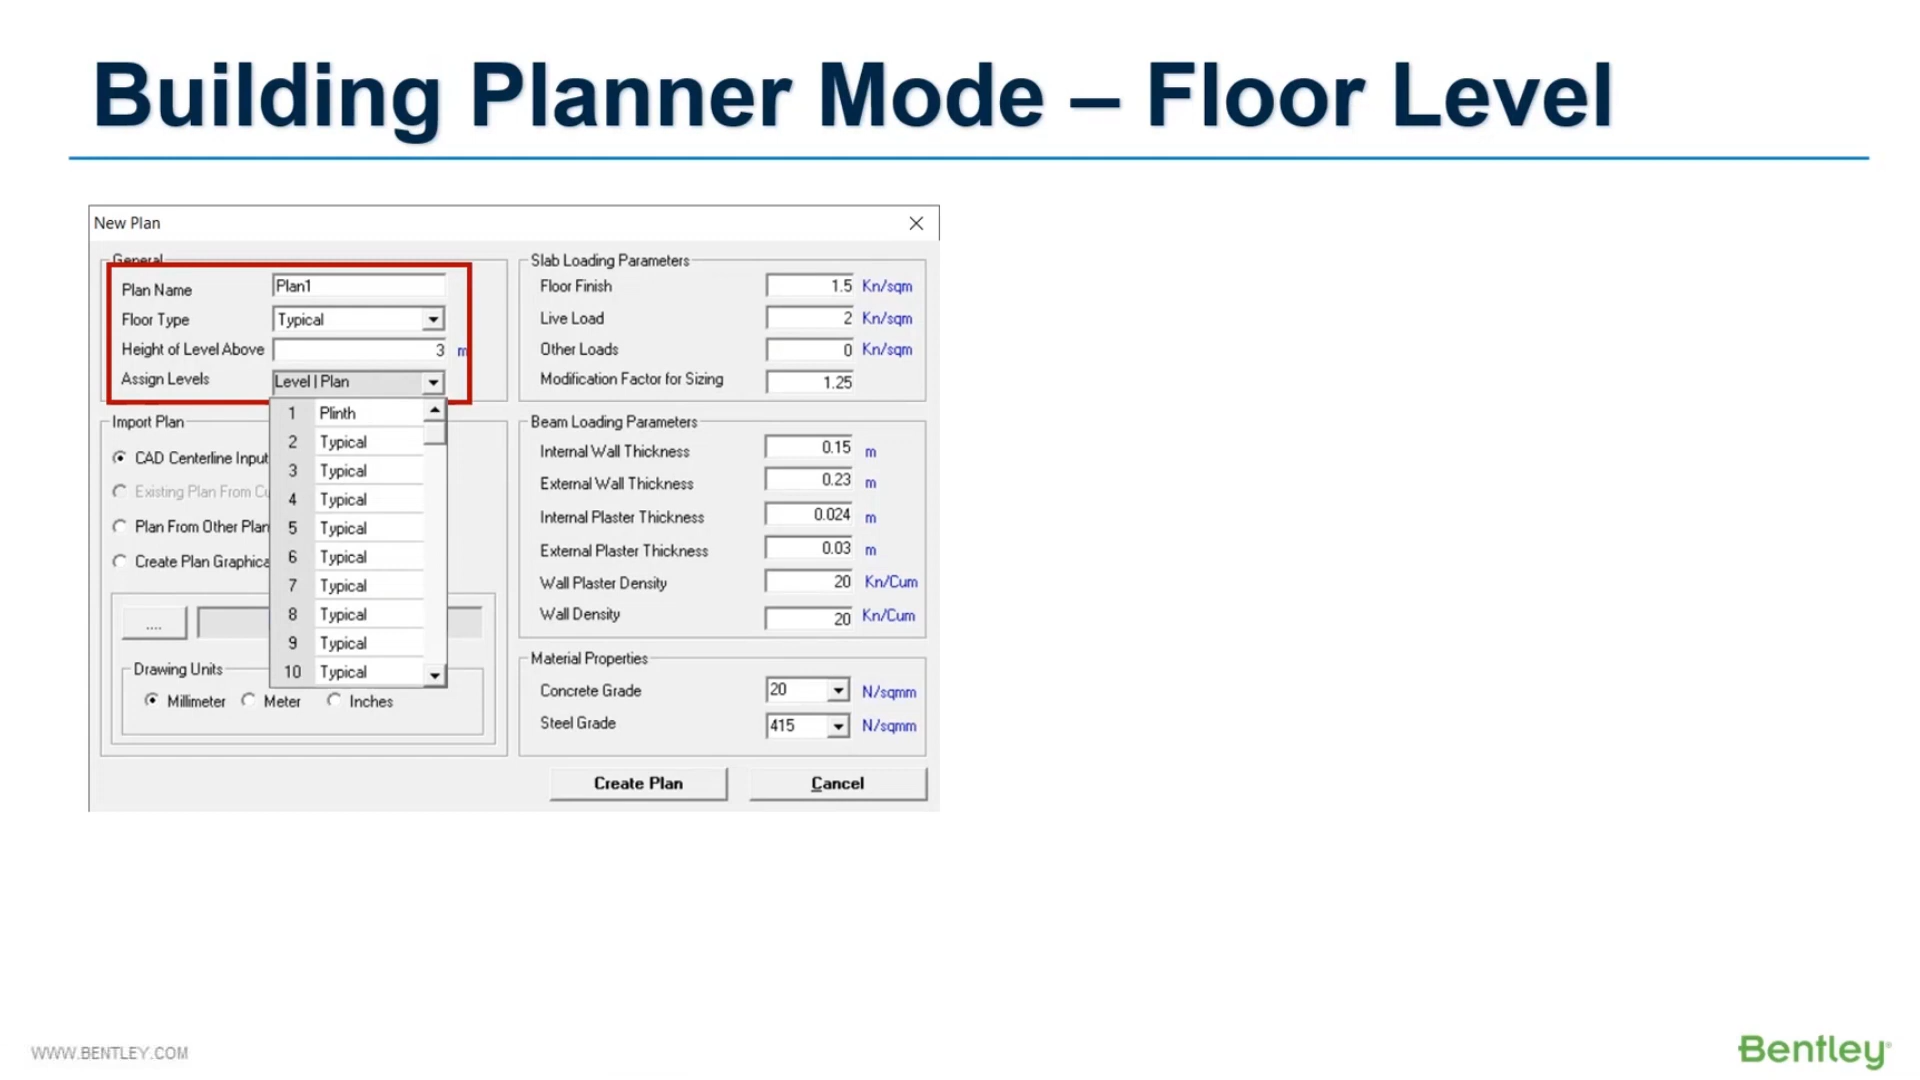 Building Planner Mode – Floor Level
New Plan
General
Plan Name Plan1
Floor Type Typical
Height of Level Above 3 m
Assign Levels Level | Plan
1 Plinth
2 Typical
3 Typical
4 Typical
5 Typical
6 Typical
7 Typical
8 Typical
9 Typical
10 Typical
Import Plan
CAD Centerline Input
Existing Plan From
Plan From Other Plan
Create Plan
....
Drawing Units
Millimeter Meter Inches
Slab Loading Parameters
Floor Finish 1.5 Kn/sqm
Live Load 2 Kn/sqm
Other Loads 0 Kn/sqm
Modification Factor for Sizing 1.25
Beam Loading Parameters
Internal Wall Thickness 0.15 m
External Wall Thickness 0.23 m
Internal Plaster Thickness 0.024 m
External Plaster Thickness 0.03 m
Wall Plaster Density 20 Kn/Cum
Wall Density 20 Kn/Cum
Material Properties
Concrete Grade 20 N/sqmm
Steel Grade 415 N/sqmm
Create Plan Cancel
WWW.BENTLEY.COM
Bentley